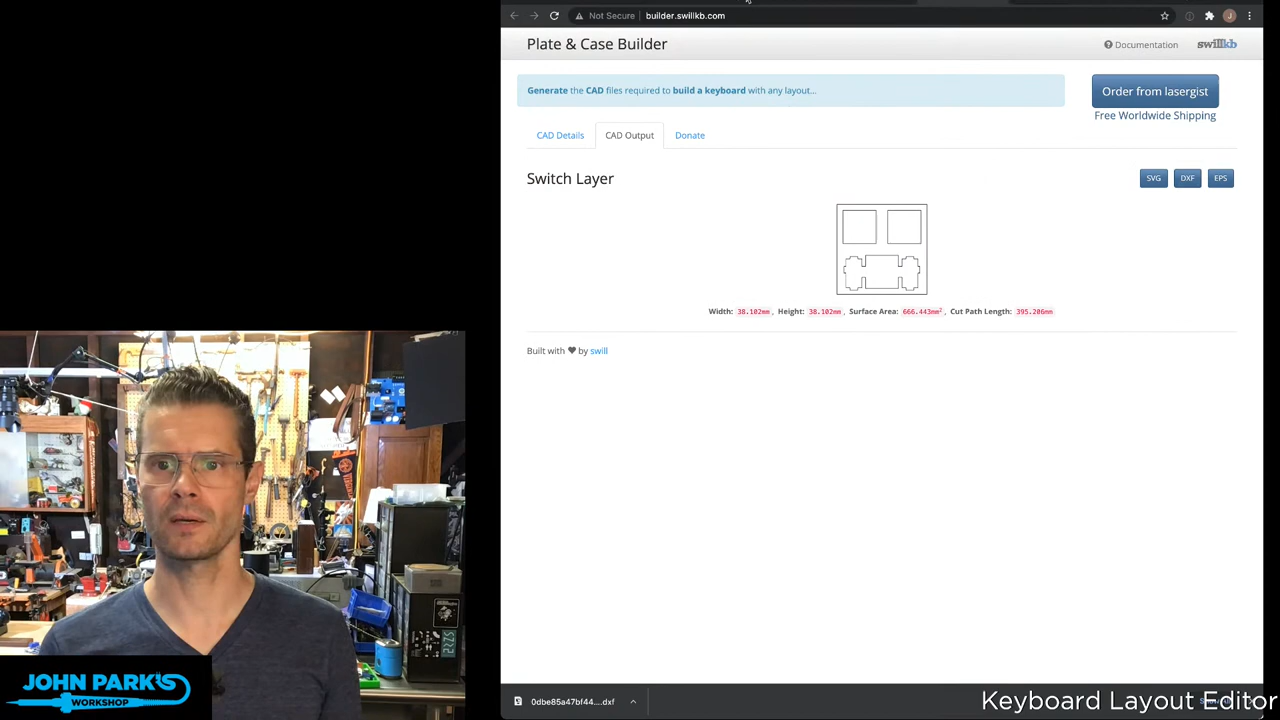 Not Secure
builder.swillkb.com
Plate & Case Builder
Documentation
swillkb
Generate the CAD files required to build a keyboard with any layout...
Order from lasergist
Free Worldwide Shipping
CAD Details
CAD Output
Donate
Switch Layer
SVG
DXF
EPS
Width: 38.102mm, Height: 38.102mm, Surface Area: 666.443mm², Cut Path Length: 395.206mm
Built with ♥ by swill
0dbe85a47bf44....dxf
Keyboard Layout Editor
JOHN PARK'S
WORKSHOP